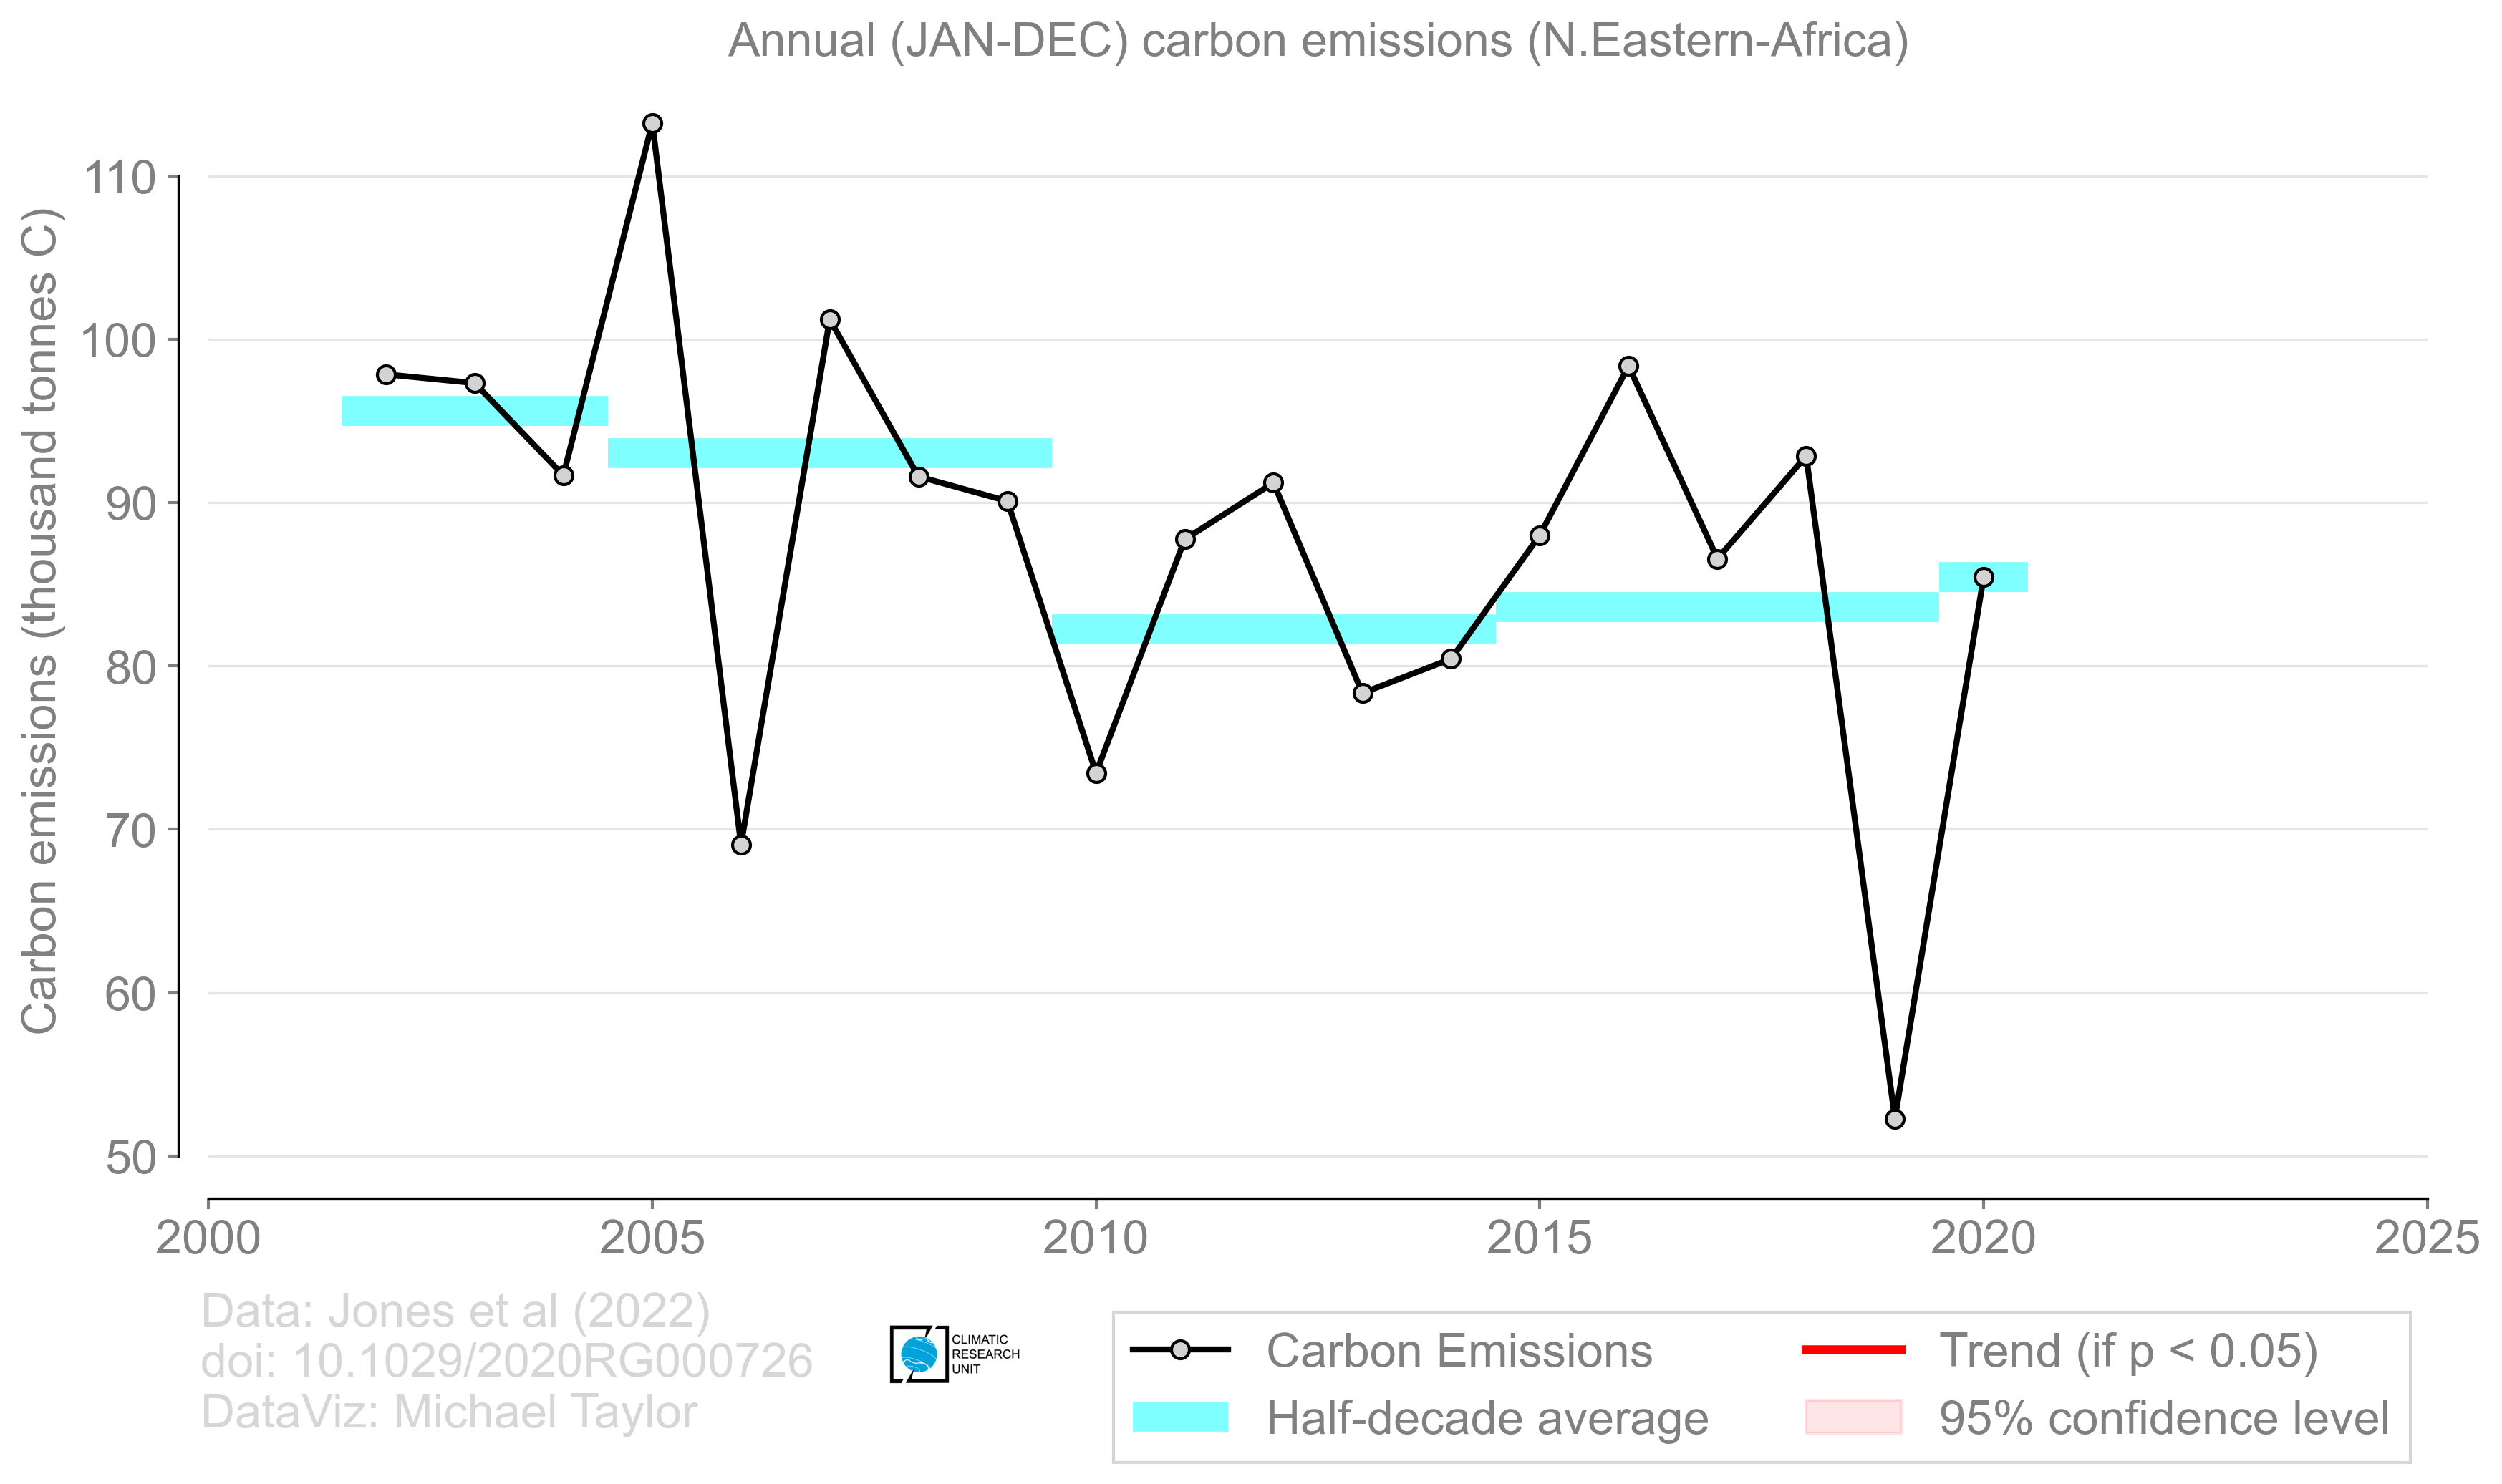 Annual (JAN-DEC) carbon emissions (N.Eastern-Africa)
Carbon emissions (thousand tonnes C)
110
100
90
80
70
60
50
2000 2005 2010 2015 2020 2025
Data: Jones et al (2022)
doi: 10.1029/2020RG000726
DataViz: Michael Taylor
CLIMATIC
RESEARCH
UNIT
Carbon Emissions
Half-decade average
Trend (if p < 0.05)
95% confidence level